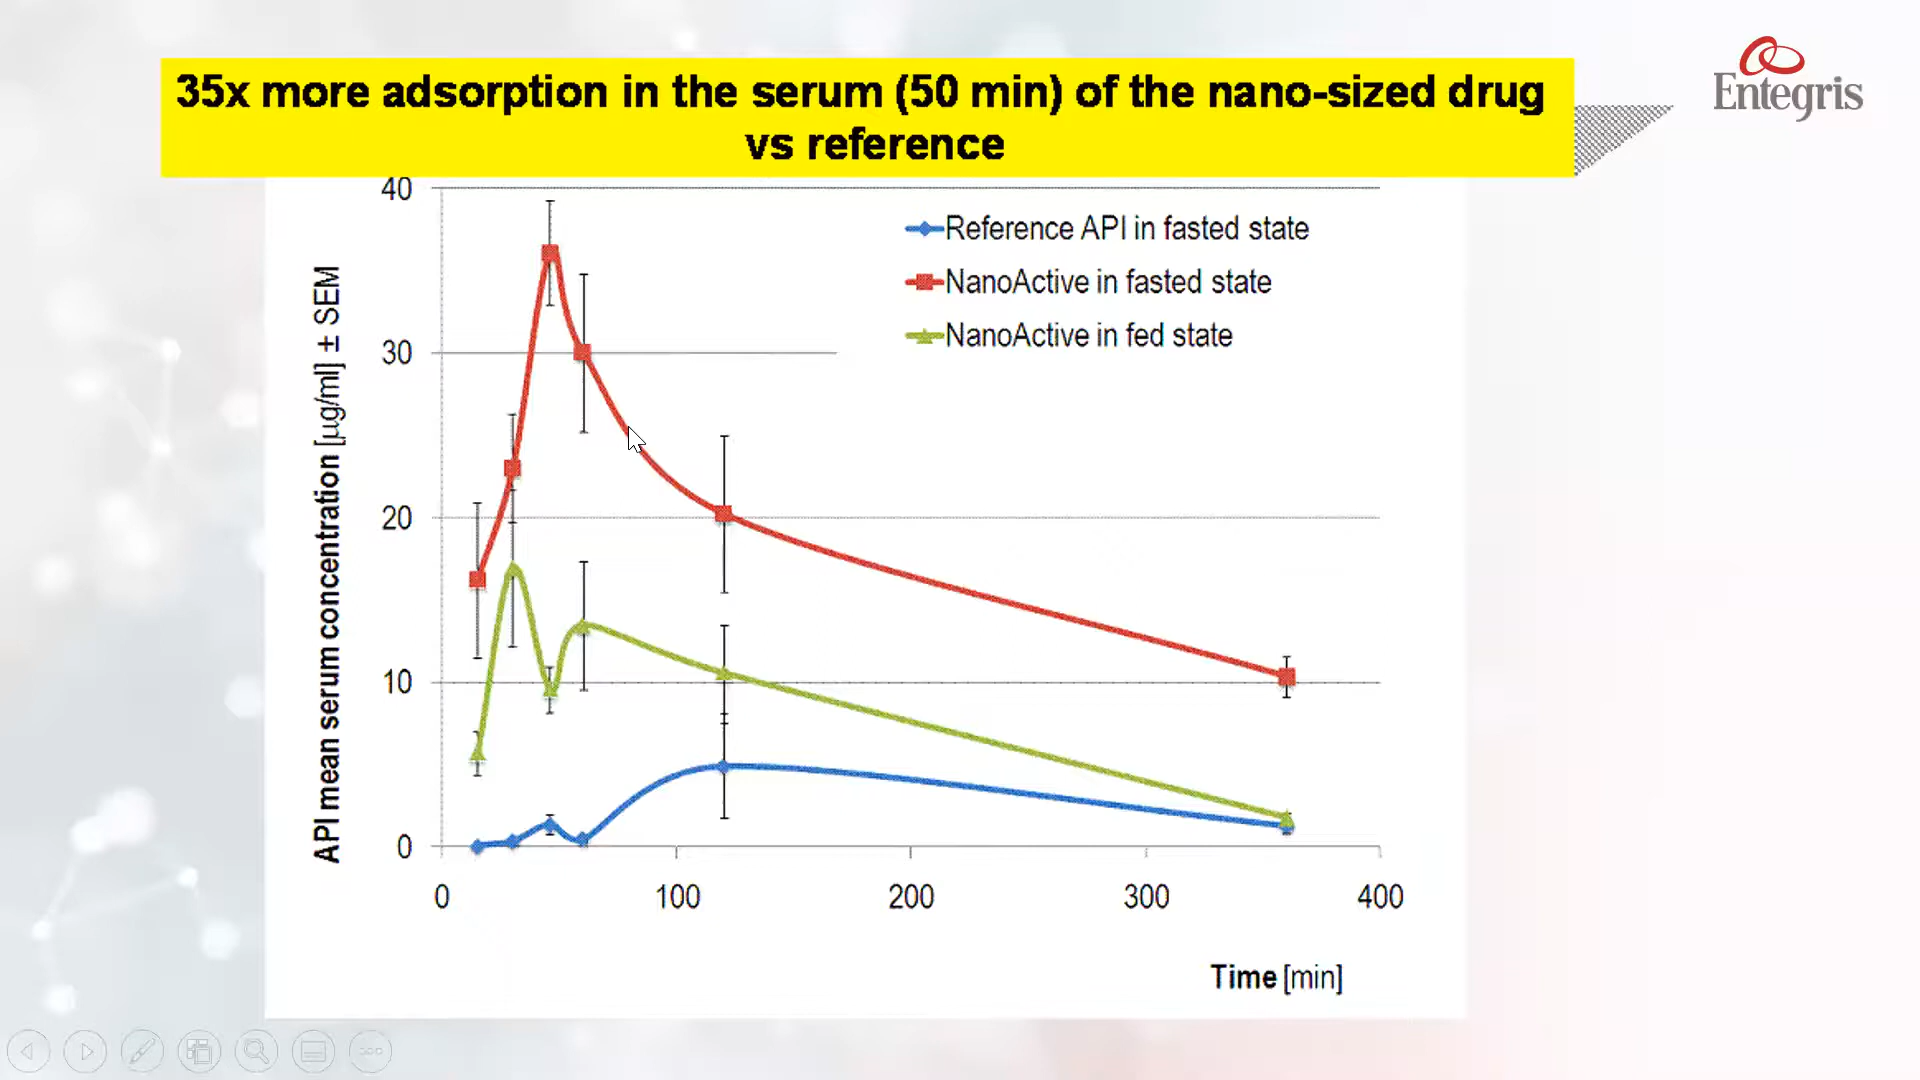 35x more adsorption in the serum (50 min) of the nano-sized drug
vs reference
Entegris
Reference API in fasted state
NanoActive in fasted state
NanoActive in fed state
API mean serum concentration [µg/ml] ± SEM
40
30
20
10
0
0
100
200
300
400
Time [min]